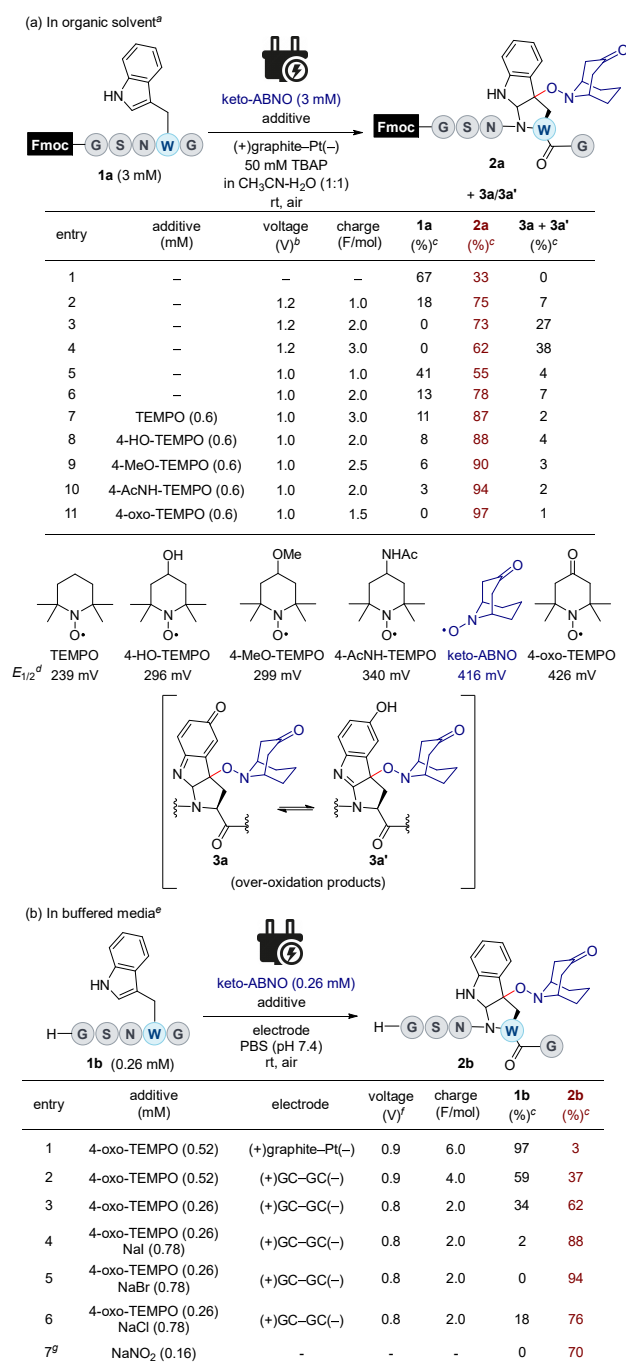 (a) In organic solventᵃ
HN
Fmoc G S N W G
1a (3 mM)
keto-ABNO (3 mM)
additive
(+)graphite–Pt(–)
50 mM TBAP
in CH3CN-H2O (1:1)
rt, air
HN O N O
Fmoc G S N N W
O G
2a
+ 3a/3a'
entry additive (mM) voltage (V)ᵇ charge (F/mol) 1a (%)ᶜ 2a (%)ᶜ 3a + 3a' (%)ᶜ
1 – – – 67 33 0
2 – 1.2 1.0 18 75 7
3 – 1.2 2.0 0 73 27
4 – 1.2 3.0 0 62 38
5 – 1.0 1.0 41 55 4
6 – 1.0 2.0 13 78 7
7 TEMPO (0.6) 1.0 3.0 11 87 2
8 4-HO-TEMPO (0.6) 1.0 2.0 8 88 4
9 4-MeO-TEMPO (0.6) 1.0 2.5 6 90 3
10 4-AcNH-TEMPO (0.6) 1.0 2.0 3 94 2
11 4-oxo-TEMPO (0.6) 1.0 1.5 0 97 1
OH OMe NHAc O O
N N N N N N
O• O• O• O• •O O•
TEMPO 4-HO-TEMPO 4-MeO-TEMPO 4-AcNH-TEMPO keto-ABNO 4-oxo-TEMPO
E1/2ᵈ 239 mV 296 mV 299 mV 340 mV 416 mV 426 mV
O O OH O
O N O N
N N N N
O O
3a 3a'
(over-oxidation products)
(b) In buffered mediaᵉ
HN
H– G S N W G
1b (0.26 mM)
keto-ABNO (0.26 mM)
additive
electrode
PBS (pH 7.4)
rt, air
HN O N O
H– G S N N W
O G
2b
entry additive (mM) electrode voltage (V)ᶠ charge (F/mol) 1b (%)ᶜ 2b (%)ᶜ
1 4-oxo-TEMPO (0.52) (+)graphite–Pt(–) 0.9 6.0 97 3
2 4-oxo-TEMPO (0.52) (+)GC–GC(–) 0.9 4.0 59 37
3 4-oxo-TEMPO (0.26) (+)GC–GC(–) 0.8 2.0 34 62
4 4-oxo-TEMPO (0.26) NaI (0.78) (+)GC–GC(–) 0.8 2.0 2 88
5 4-oxo-TEMPO (0.26) NaBr (0.78) (+)GC–GC(–) 0.8 2.0 0 94
6 4-oxo-TEMPO (0.26) NaCl (0.78) (+)GC–GC(–) 0.8 2.0 18 76
7ᵍ NaNO2 (0.16) - - - 0 70